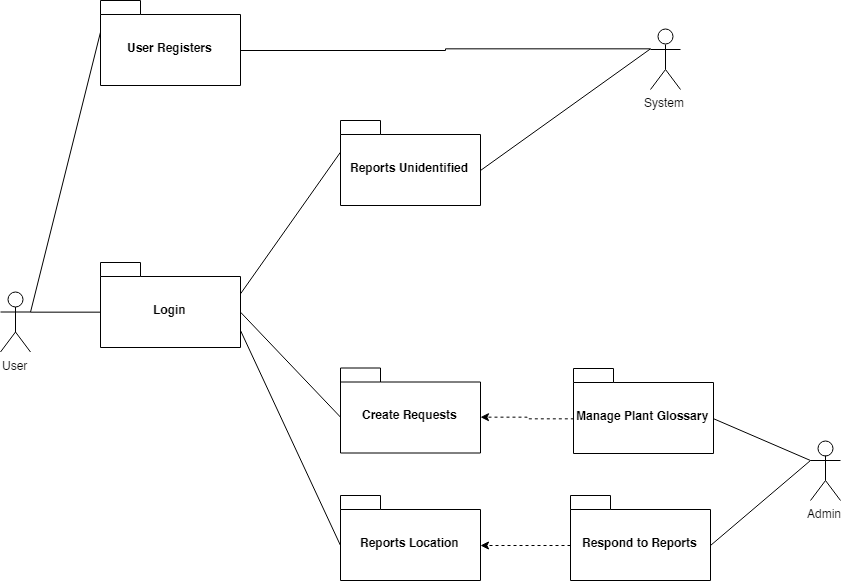 User Registers
System
Reports Unidentified
Login
User
Create Requests
Manage Plant Glossary
Admin
Reports Location
Respond to Reports